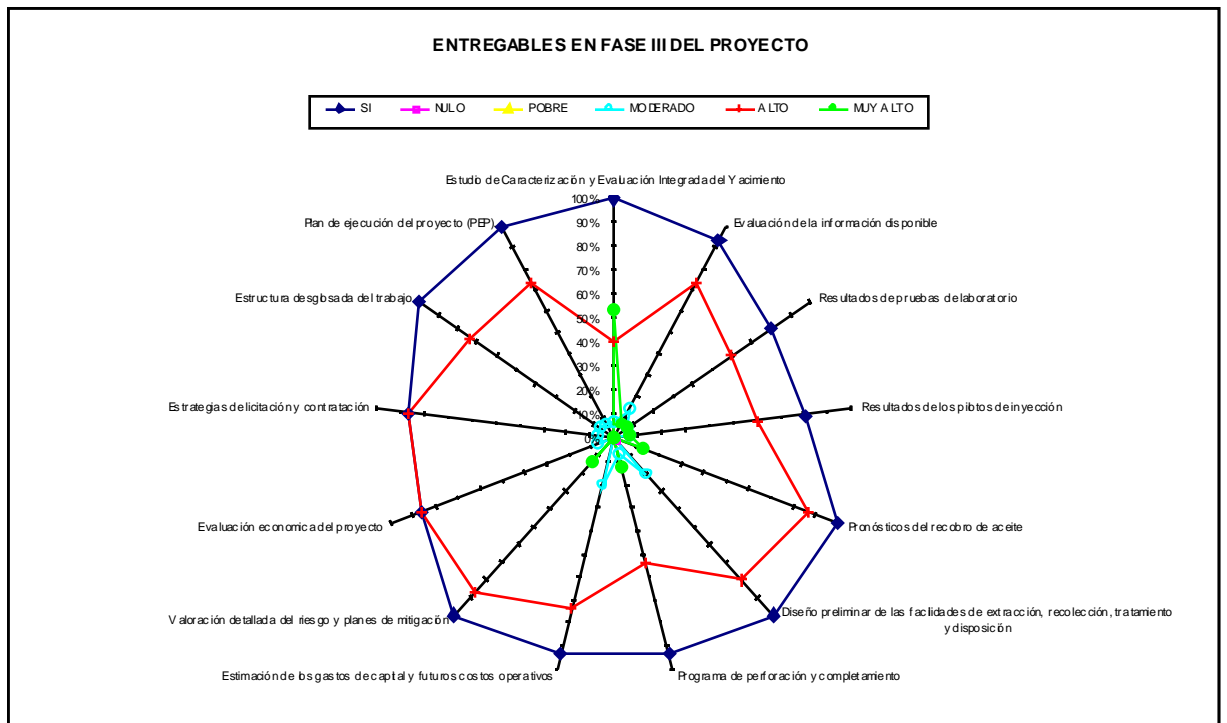 ENTREGABLES EN FASE III DEL PROYECTO
SI NULO POBRE MODERADO ALTO MUY ALTO
Estudio de Caracterización y Evaluación Integrada del Yacimiento
Plan de ejecución del proyecto (PEP)
Evaluación de la información disponible
Estructura desglosada del trabajo
Resultados de pruebas de laboratorio
Estrategias de licitación y contratación
Resultados de los pilotos de inyección
Evaluación economica del proyecto
Pronósticos del recobro de aceite
Valoración detallada del riesgo y planes de mitigación
Diseño preliminar de las facilidades de extracción, recolección, tratamiento
y disposición
Estimación de los gastos de capital y futuros costos operativos
Programa de perforación y completamiento
100%
90%
80%
70%
60%
50%
40%
30%
20%
10%
0%